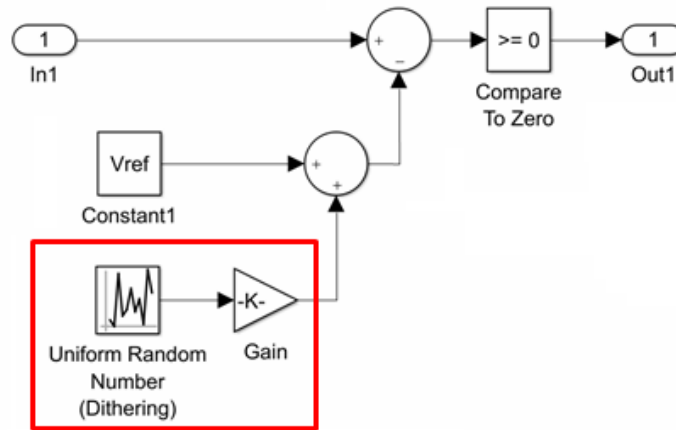 1
In1
+
−
>= 0
Compare
To Zero
1
Out1
Vref
Constant1
+
+
Uniform Random
Number
(Dithering)
-K-
Gain